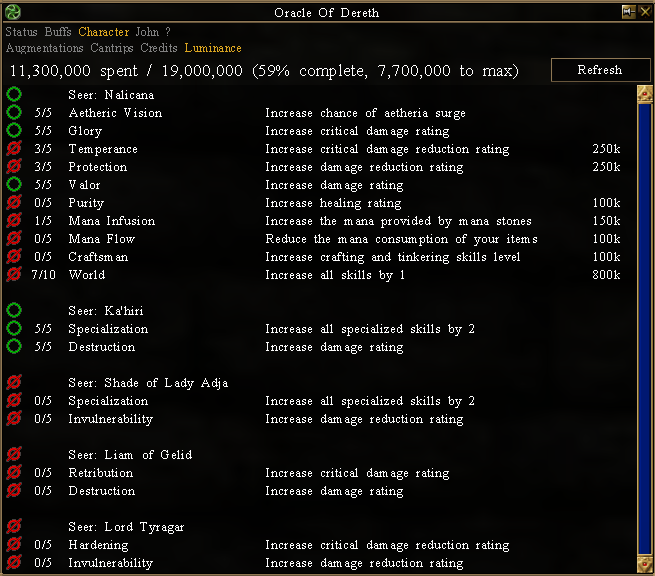 Oracle Of Dereth
Status Buffs Character John ?
Augmentations Cantrips Credits Luminance
11,300,000 spent / 19,000,000 (59% complete, 7,700,000 to max) Refresh
Seer: Nalicana
5/5 Aetheric Vision Increase chance of aetheria surge
5/5 Glory Increase critical damage rating
3/5 Temperance Increase critical damage reduction rating 250k
3/5 Protection Increase damage reduction rating 250k
5/5 Valor Increase damage rating
0/5 Purity Increase healing rating 100k
1/5 Mana Infusion Increase the mana provided by mana stones 150k
0/5 Mana Flow Reduce the mana consumption of your items 100k
0/5 Craftsman Increase crafting and tinkering skills level 100k
7/10 World Increase all skills by 1 800k
Seer: Ka'hiri
5/5 Specialization Increase all specialized skills by 2
5/5 Destruction Increase damage rating
Seer: Shade of Lady Adja
0/5 Specialization Increase all specialized skills by 2
0/5 Invulnerability Increase damage reduction rating
Seer: Liam of Gelid
0/5 Retribution Increase critical damage rating
0/5 Destruction Increase damage rating
Seer: Lord Tyragar
0/5 Hardening Increase critical damage reduction rating
0/5 Invulnerability Increase damage reduction rating